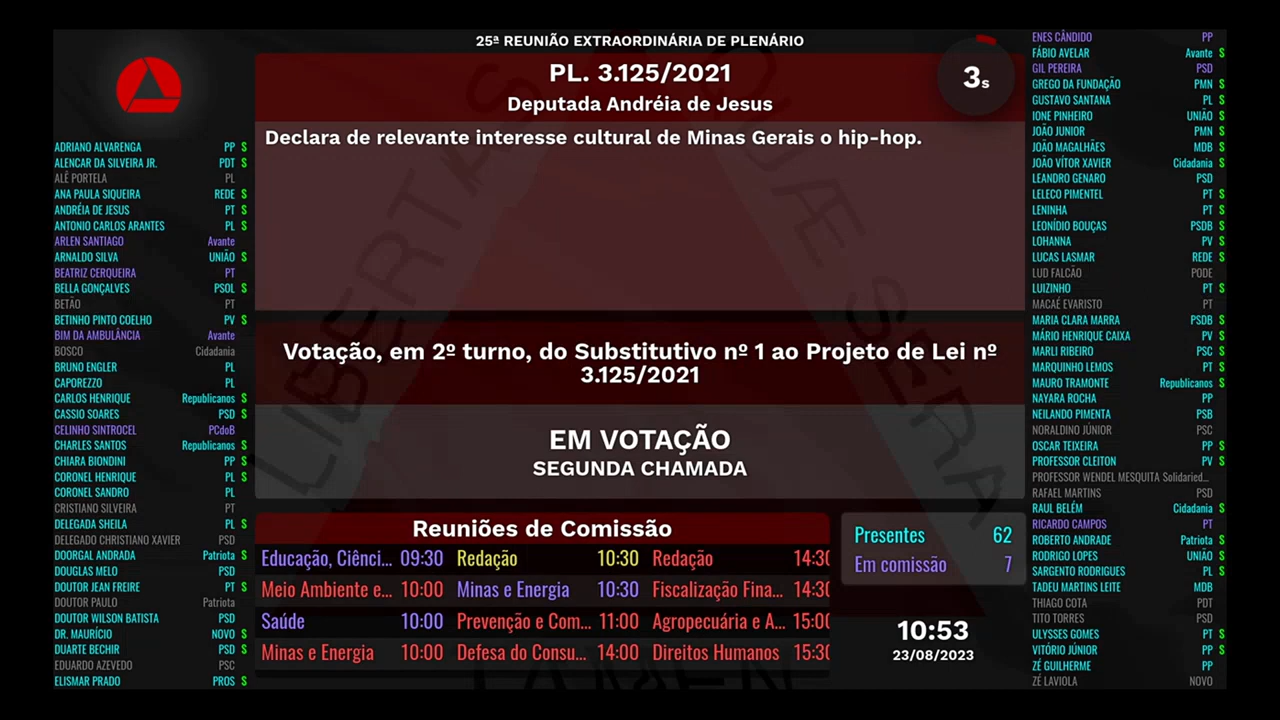 25ª REUNIÃO EXTRAORDINÁRIA DE PLENÁRIO
PL. 3.125/2021
Deputada Andréia de Jesus
3s
Declara de relevante interesse cultural de Minas Gerais o hip-hop.
Votação, em 2º turno, do Substitutivo nº 1 ao Projeto de Lei nº
3.125/2021
EM VOTAÇÃO
SEGUNDA CHAMADA
ADRIANO ALVARENGA PP S
ALENCAR DA SILVEIRA JR. PDT S
ALÊ PORTELA PL
ANA PAULA SIQUEIRA REDE S
ANDRÉIA DE JESUS PT S
ANTONIO CARLOS ARANTES PL S
ARLEN SANTIAGO Avante
ARNALDO SILVA UNIÃO S
BEATRIZ CERQUEIRA PT
BELLA GONÇALVES PSOL S
BETÃO PT
BETINHO PINTO COELHO PV S
BIM DA AMBULÂNCIA Avante
BOSCO Cidadania
BRUNO ENGLER PL
CAPOREZZO PL
CARLOS HENRIQUE Republicanos S
CASSIO SOARES PSD S
CELINHO SINTROCEL PCdoB
CHARLES SANTOS Republicanos S
CHIARA BIONDINI PP S
CORONEL HENRIQUE PL S
CORONEL SANDRO PL
CRISTIANO SILVEIRA PT
DELEGADA SHEILA PL S
DELEGADO CHRISTIANO XAVIER PSD
DOORGAL ANDRADA Patriota S
DOUGLAS MELO PSD
DOUTOR JEAN FREIRE PT S
DOUTOR PAULO Patriota
DOUTOR WILSON BATISTA PSD
DR. MAURÍCIO NOVO S
DUARTE BECHIR PSD S
EDUARDO AZEVEDO PSC
ELISMAR PRADO PROS S
Reuniões de Comissão
Educação, Ciênci... 09:30 Redação 10:30 Redação 14:30
Meio Ambiente e... 10:00 Minas e Energia 10:30 Fiscalização Fina... 14:30
Saúde 10:00 Prevenção e Com... 11:00 Agropecuária e A... 15:00
Minas e Energia 10:00 Defesa do Consu... 14:00 Direitos Humanos 15:30
Presentes 62
Em comissão 7
10:53
23/08/2023
ENES CÂNDIDO PP
FÁBIO AVELAR Avante S
GIL PEREIRA PSD
GREGO DA FUNDAÇÃO PMN S
GUSTAVO SANTANA PL S
IONE PINHEIRO UNIÃO S
JOÃO JUNIOR PMN S
JOÃO MAGALHÃES MDB S
JOÃO VÍTOR XAVIER Cidadania S
LEANDRO GENARO PSD
LELECO PIMENTEL PT S
LENINHA PT S
LEONÍDIO BOUÇAS PSDB S
LOHANNA PV S
LUCAS LASMAR REDE S
LUD FALCÃO PODE
LUIZINHO PT S
MACAÉ EVARISTO PT
MARIA CLARA MARRA PSDB S
MÁRIO HENRIQUE CAIXA PV S
MARLI RIBEIRO PSC S
MARQUINHO LEMOS PT S
MAURO TRAMONTE Republicanos S
NAYARA ROCHA PP
NEILANDO PIMENTA PSB
NORALDINO JÚNIOR PSC
OSCAR TEIXEIRA PP S
PROFESSOR CLEITON PV S
PROFESSOR WENDEL MESQUITA Solidaried...
RAFAEL MARTINS PSD
RAUL BELÉM Cidadania S
RICARDO CAMPOS PT
ROBERTO ANDRADE Patriota S
RODRIGO LOPES UNIÃO S
SARGENTO RODRIGUES PL S
TADEU MARTINS LEITE MDB
THIAGO COTA PDT
TITO TORRES PSD
ULYSSES GOMES PT S
VITÓRIO JÚNIOR PP S
ZÉ GUILHERME PP
ZÉ LAVIOLA NOVO
LIBERTAS QUÆ SERA